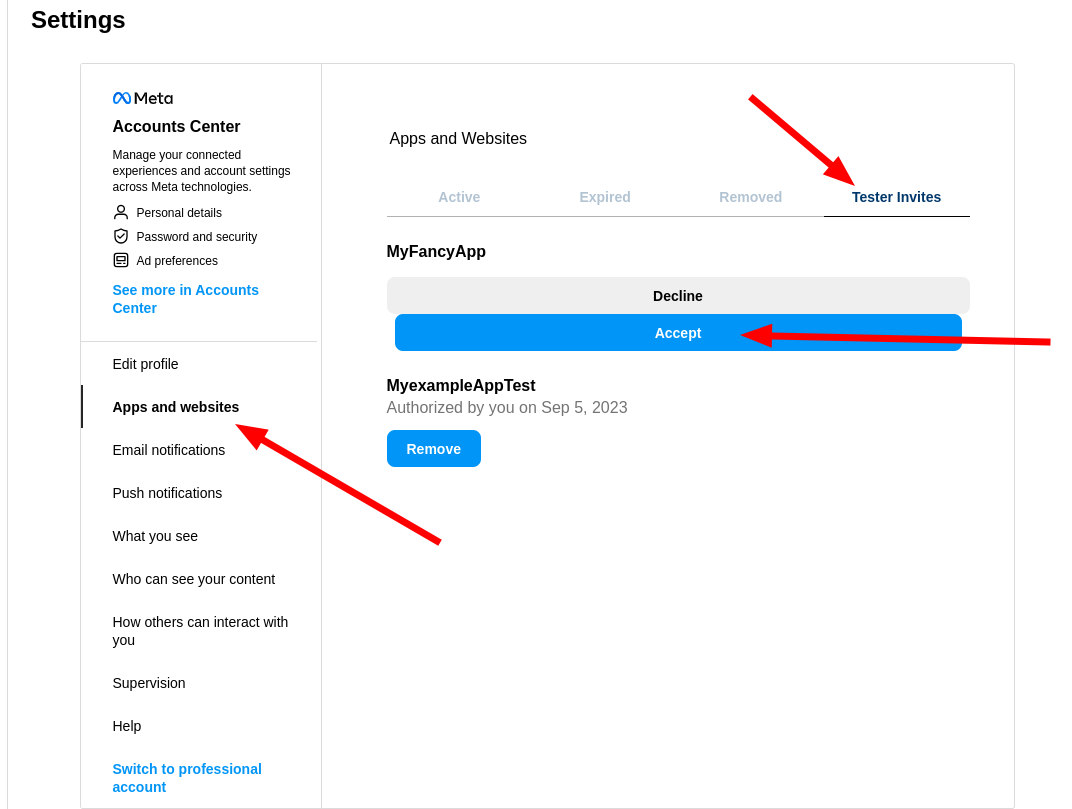 Settings
Meta
Accounts Center
Manage your connected
experiences and account settings
across Meta technologies.
Personal details
Password and security
Ad preferences
See more in Accounts
Center
Edit profile
Apps and websites
Email notifications
Push notifications
What you see
Who can see your content
How others can interact with
you
Supervision
Help
Switch to professional
account
Apps and Websites
Active Expired Removed Tester Invites
MyFancyApp
Decline
Accept
MyexampleAppTest
Authorized by you on Sep 5, 2023
Remove